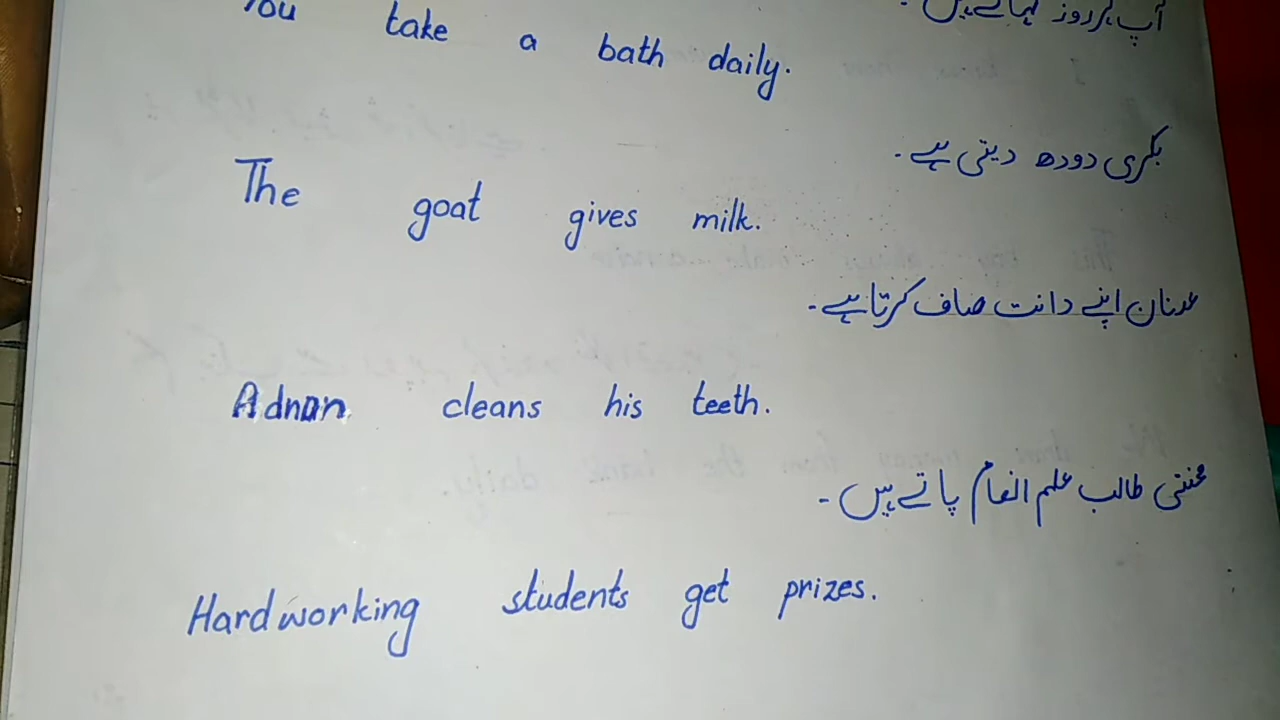 آپ ہر روز نہاتے ہیں۔
You take a bath daily.
بکری دودھ دیتی ہے۔
The goat gives milk.
عدنان اپنے دانت صاف کرتا ہے۔
Adnan cleans his teeth.
محنتی طالب علم انعام پاتے ہیں۔
Hardworking students get prizes.